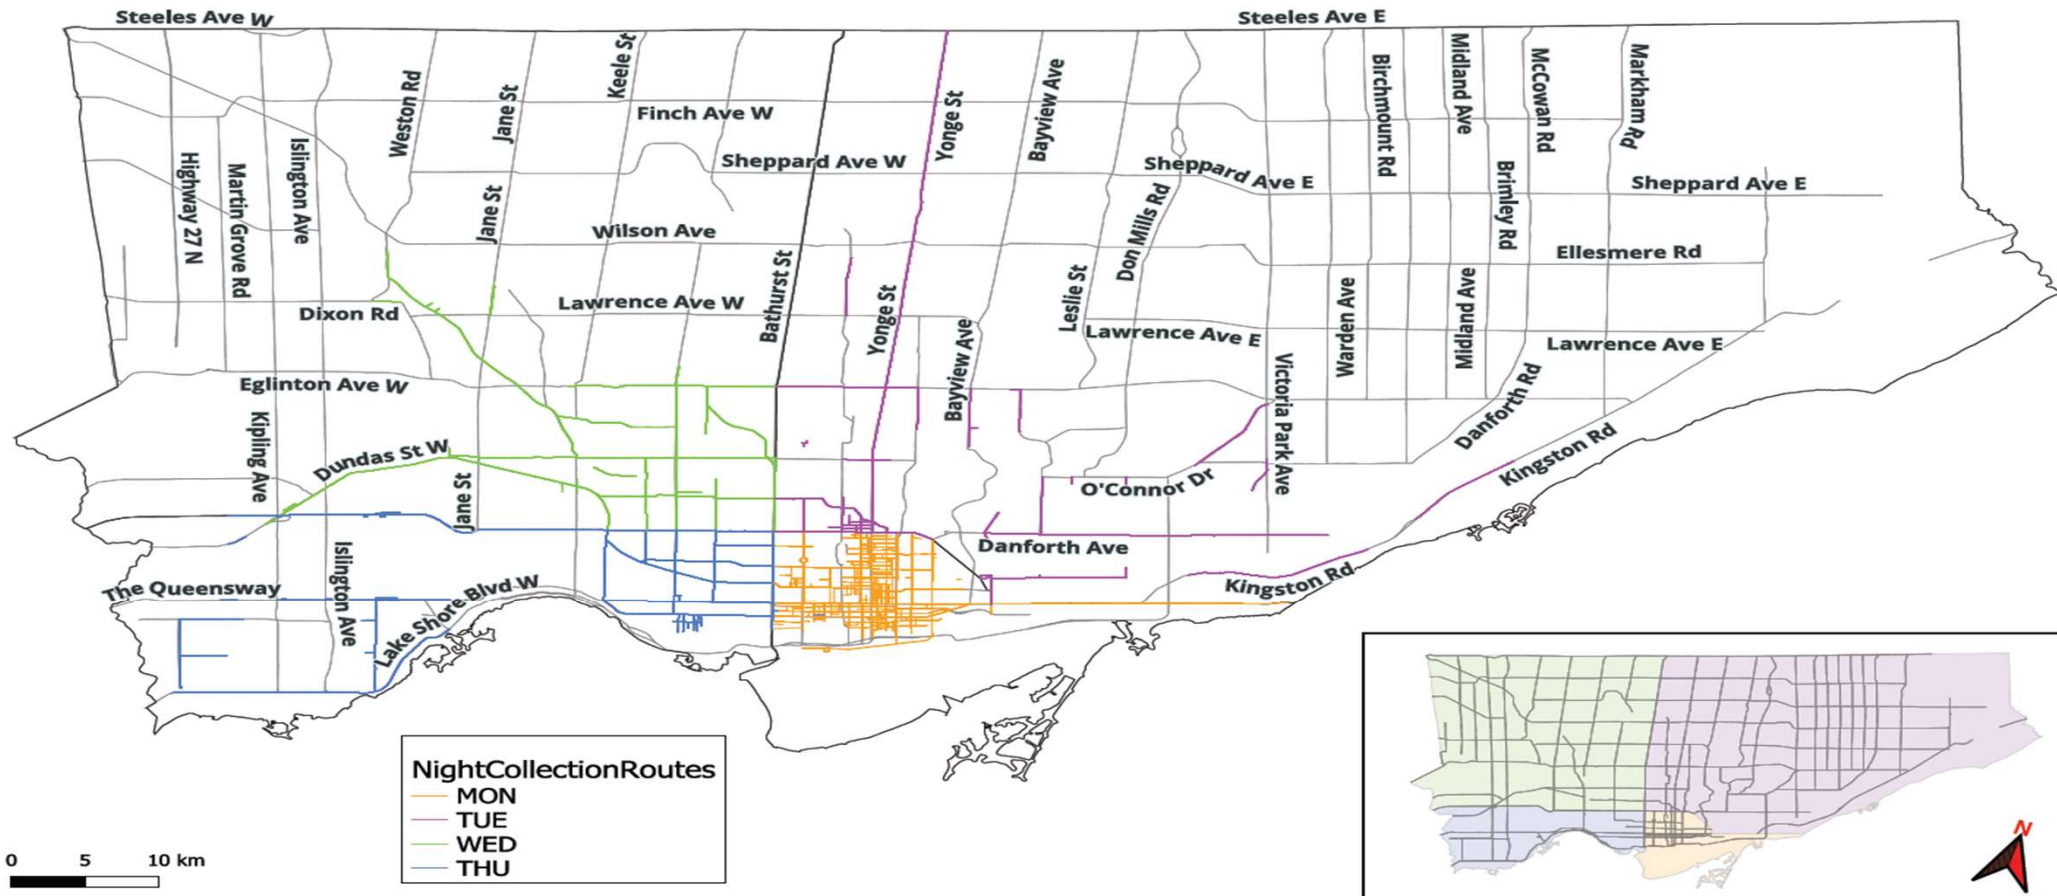 Steeles Ave W
Steeles Ave E
Keele St
Weston Rd
Jane St
Finch Ave W
Yonge St
Bayview Ave
Birchmount Rd
Midland Ave
McCowan Rd
Markham Rd
Sheppard Ave W
Sheppard Ave E
Sheppard Ave E
Highway 27 N
Martin Grove Rd
Islington Ave
Jane St
Wilson Ave
Don Mills Rd
Brimley Rd
Ellesmere Rd
Bathurst St
Dixon Rd
Lawrence Ave W
Yonge St
Leslie St
Lawrence Ave E
Warden Ave
Midland Ave
Lawrence Ave E
Eglinton Ave W
Bayview Ave
Victoria Park Ave
Danforth Rd
Kipling Ave
Dundas St W
Jane St
O'Connor Dr
Kingston Rd
Danforth Ave
The Queensway
Islington Ave
Lake Shore Blvd W
Kingston Rd
NightCollectionRoutes
MON
TUE
WED
THU
0 5 10 km
N